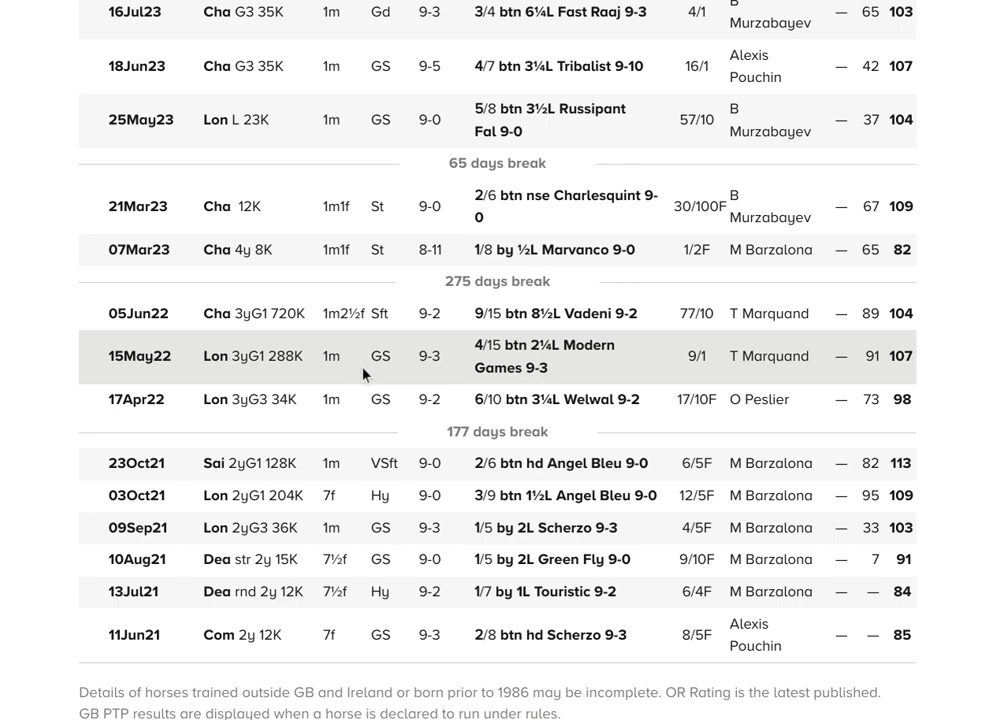 16Jul23 Cha G3 35K 1m Gd 9-3 3/4 btn 6¼L Fast Raaj 9-3 4/1 B Murzabayev — 65 103
18Jun23 Cha G3 35K 1m GS 9-5 4/7 btn 3¼L Tribalist 9-10 16/1 Alexis Pouchin — 42 107
25May23 Lon L 23K 1m GS 9-0 5/8 btn 3½L Russipant Fal 9-0 57/10 B Murzabayev — 37 104
65 days break
21Mar23 Cha 12K 1m1f St 9-0 2/6 btn nse Charlesquint 9-0 30/100F B Murzabayev — 67 109
07Mar23 Cha 4y 8K 1m1f St 8-11 1/8 by ½L Marvanco 9-0 1/2F M Barzalona — 65 82
275 days break
05Jun22 Cha 3yG1 720K 1m2½f Sft 9-2 9/15 btn 8½L Vadeni 9-2 77/10 T Marquand — 89 104
15May22 Lon 3yG1 288K 1m GS 9-3 4/15 btn 2¼L Modern Games 9-3 9/1 T Marquand — 91 107
17Apr22 Lon 3yG3 34K 1m GS 9-2 6/10 btn 3¼L Welwal 9-2 17/10F O Peslier — 73 98
177 days break
23Oct21 Sai 2yG1 128K 1m VSft 9-0 2/6 btn hd Angel Bleu 9-0 6/5F M Barzalona — 82 113
03Oct21 Lon 2yG1 204K 7f Hy 9-0 3/9 btn 1½L Angel Bleu 9-0 12/5F M Barzalona — 95 109
09Sep21 Lon 2yG3 36K 1m GS 9-3 1/5 by 2L Scherzo 9-3 4/5F M Barzalona — 33 103
10Aug21 Dea str 2y 15K 7½f GS 9-0 1/5 by 2L Green Fly 9-0 9/10F M Barzalona — 7 91
13Jul21 Dea rnd 2y 12K 7½f Hy 9-2 1/7 by 1L Touristic 9-2 6/4F M Barzalona — — 84
11Jun21 Com 2y 12K 7f GS 9-3 2/8 btn hd Scherzo 9-3 8/5F Alexis Pouchin — — 85
Details of horses trained outside GB and Ireland or born prior to 1986 may be incomplete. OR Rating is the latest published.
GB PTP results are displayed when a horse is declared to run under rules.